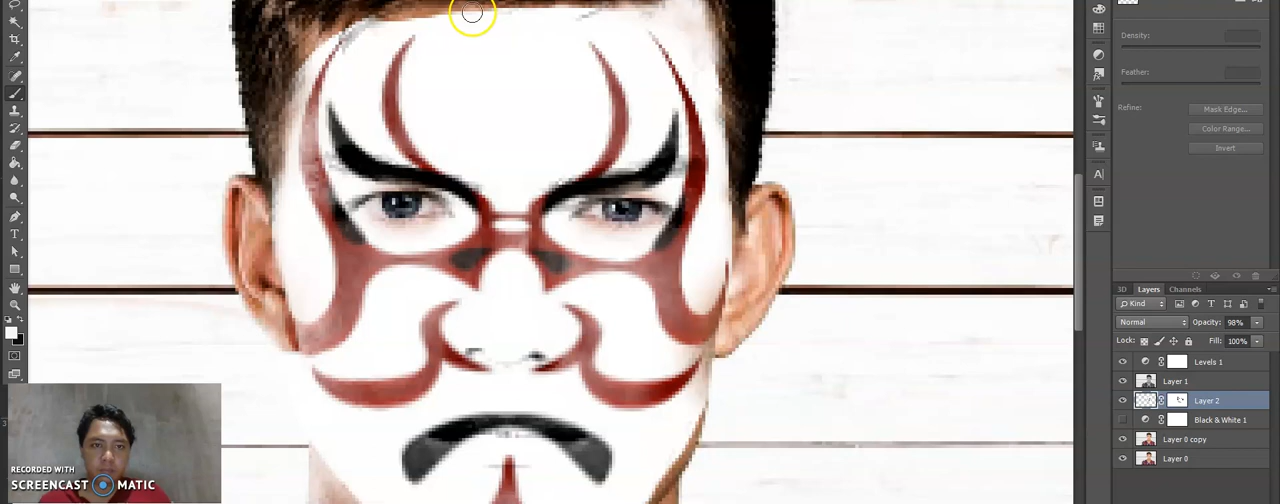 Density:
Feather:
Refine:
Mask Edge...
Color Range...
Invert
3D Layers Channels
Kind
Normal Opacity: 98%
Lock: Fill: 100%
Levels 1
Layer 1
Layer 2
Black & White 1
Layer 0 copy
Layer 0
RECORDED WITH
SCREENCAST MATIC